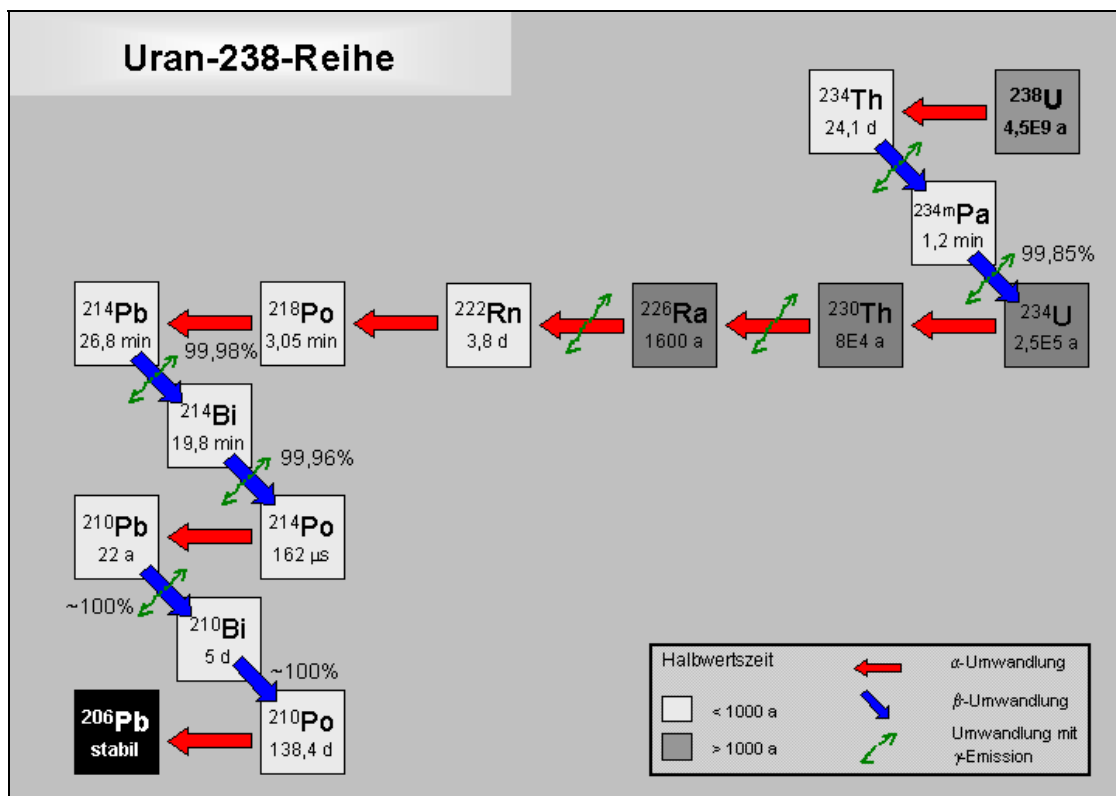 Uran-238-Reihe
²³⁴Th
24,1 d
²³⁸U
4,5E9 a
²³⁴ᵐPa
1,2 min
99,85%
²¹⁴Pb
26,8 min
²¹⁸Po
3,05 min
²²²Rn
3,8 d
²²⁶Ra
1600 a
²³⁰Th
8E4 a
²³⁴U
2,5E5 a
99,98%
²¹⁴Bi
19,8 min
99,96%
²¹⁰Pb
22 a
²¹⁴Po
162 µs
~100%
²¹⁰Bi
5 d
~100%
²⁰⁶Pb
stabil
²¹⁰Po
138,4 d
Halbwertszeit
< 1000 a
> 1000 a
α-Umwandlung
β-Umwandlung
Umwandlung mit
γ-Emission